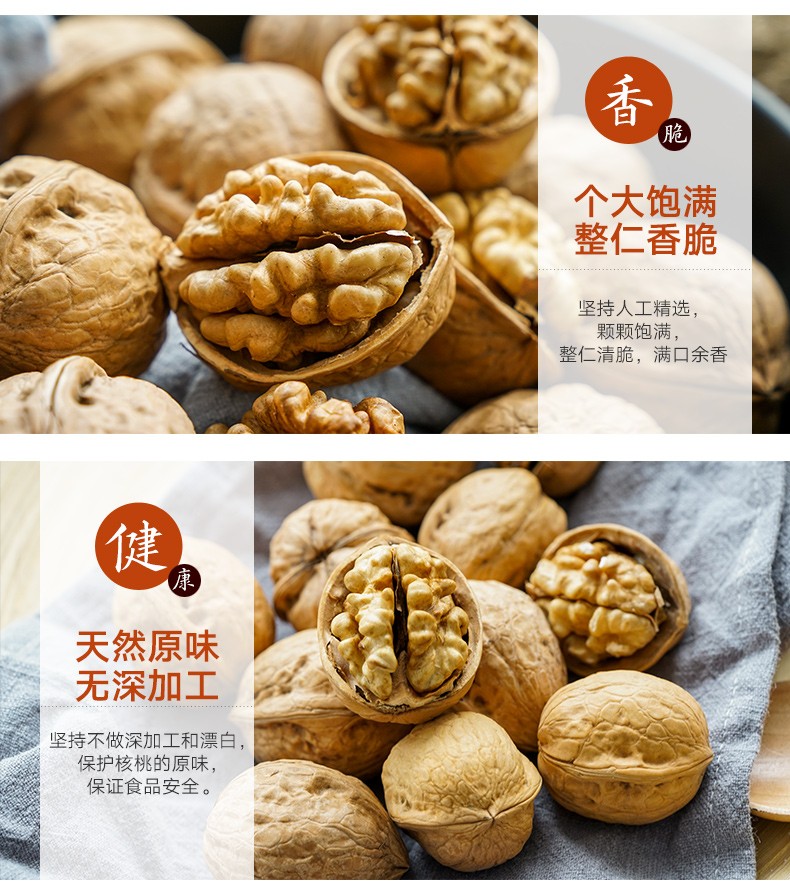 香
脆
个大饱满
整仁香脆
坚持人工精选，
颗颗饱满，
整仁清脆，满口余香
健
康
天然原味
无深加工
坚持不做深加工和漂白，
保护核桃的原味，
保证食品安全。